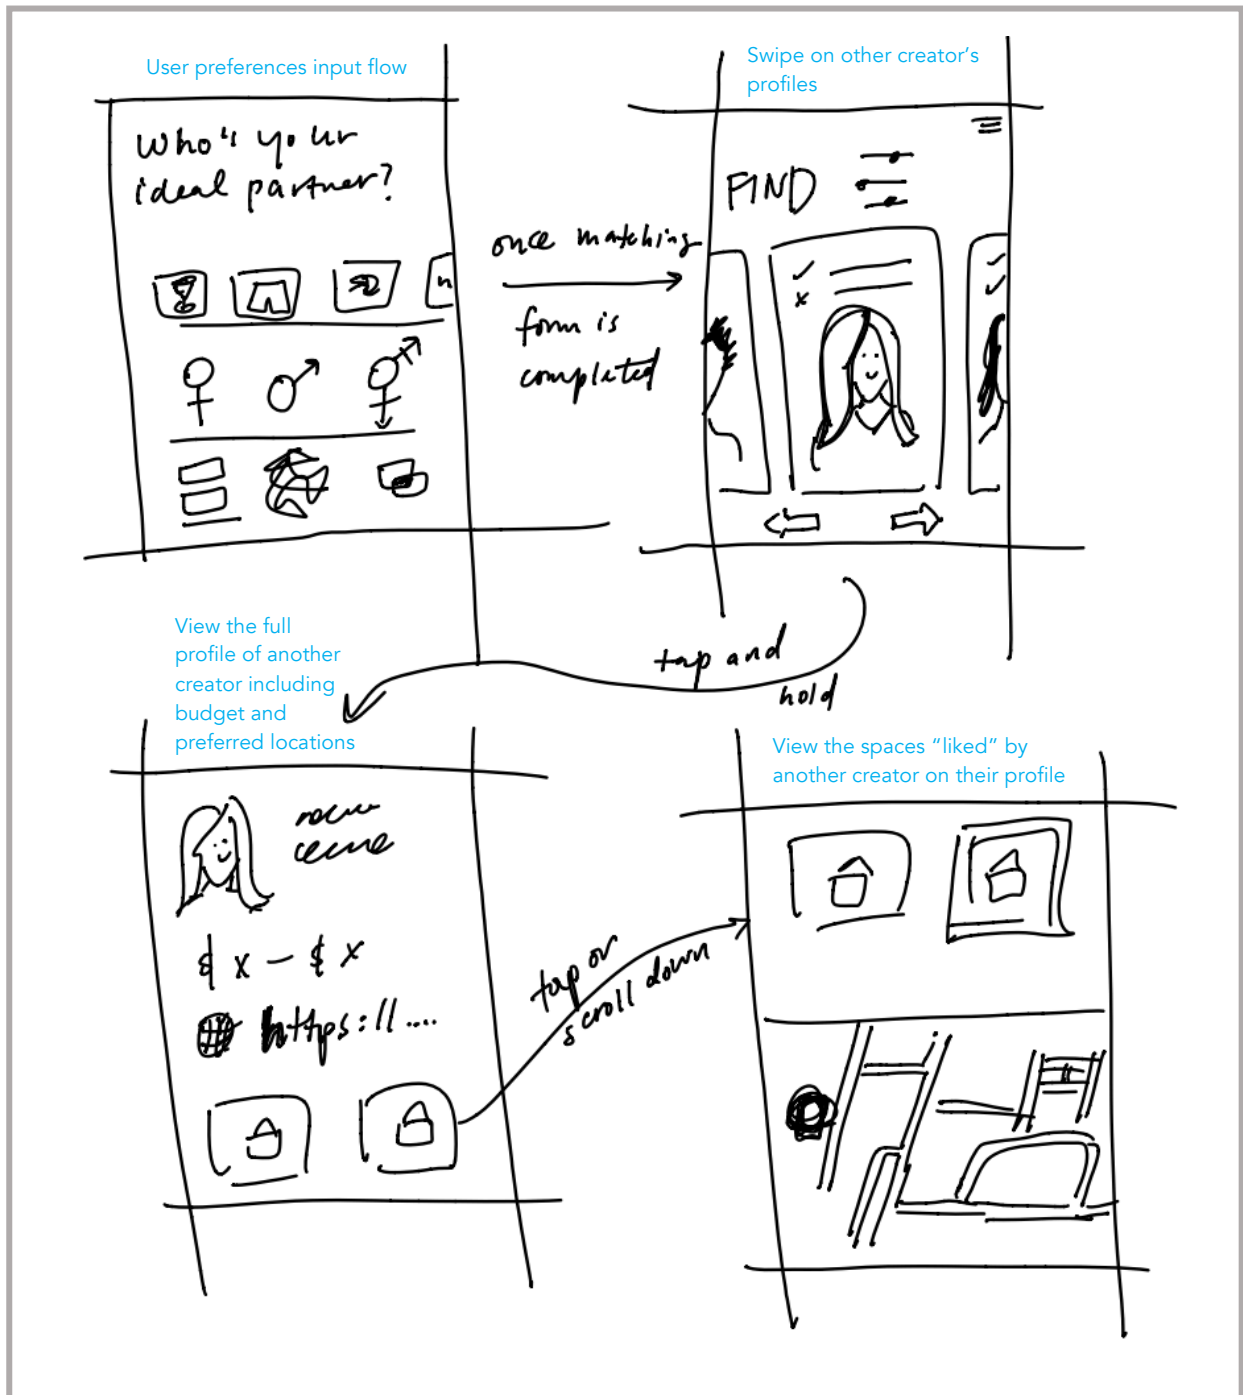 User preferences input flow
Who's your
ideal partner?
once matching
form is
completed
Swipe on other creator's
profiles
FIND
tap and
hold
View the full
profile of another
creator including
budget and
preferred locations
$ x – $ x
https://....
tap or
scroll down
View the spaces “liked” by
another creator on their profile